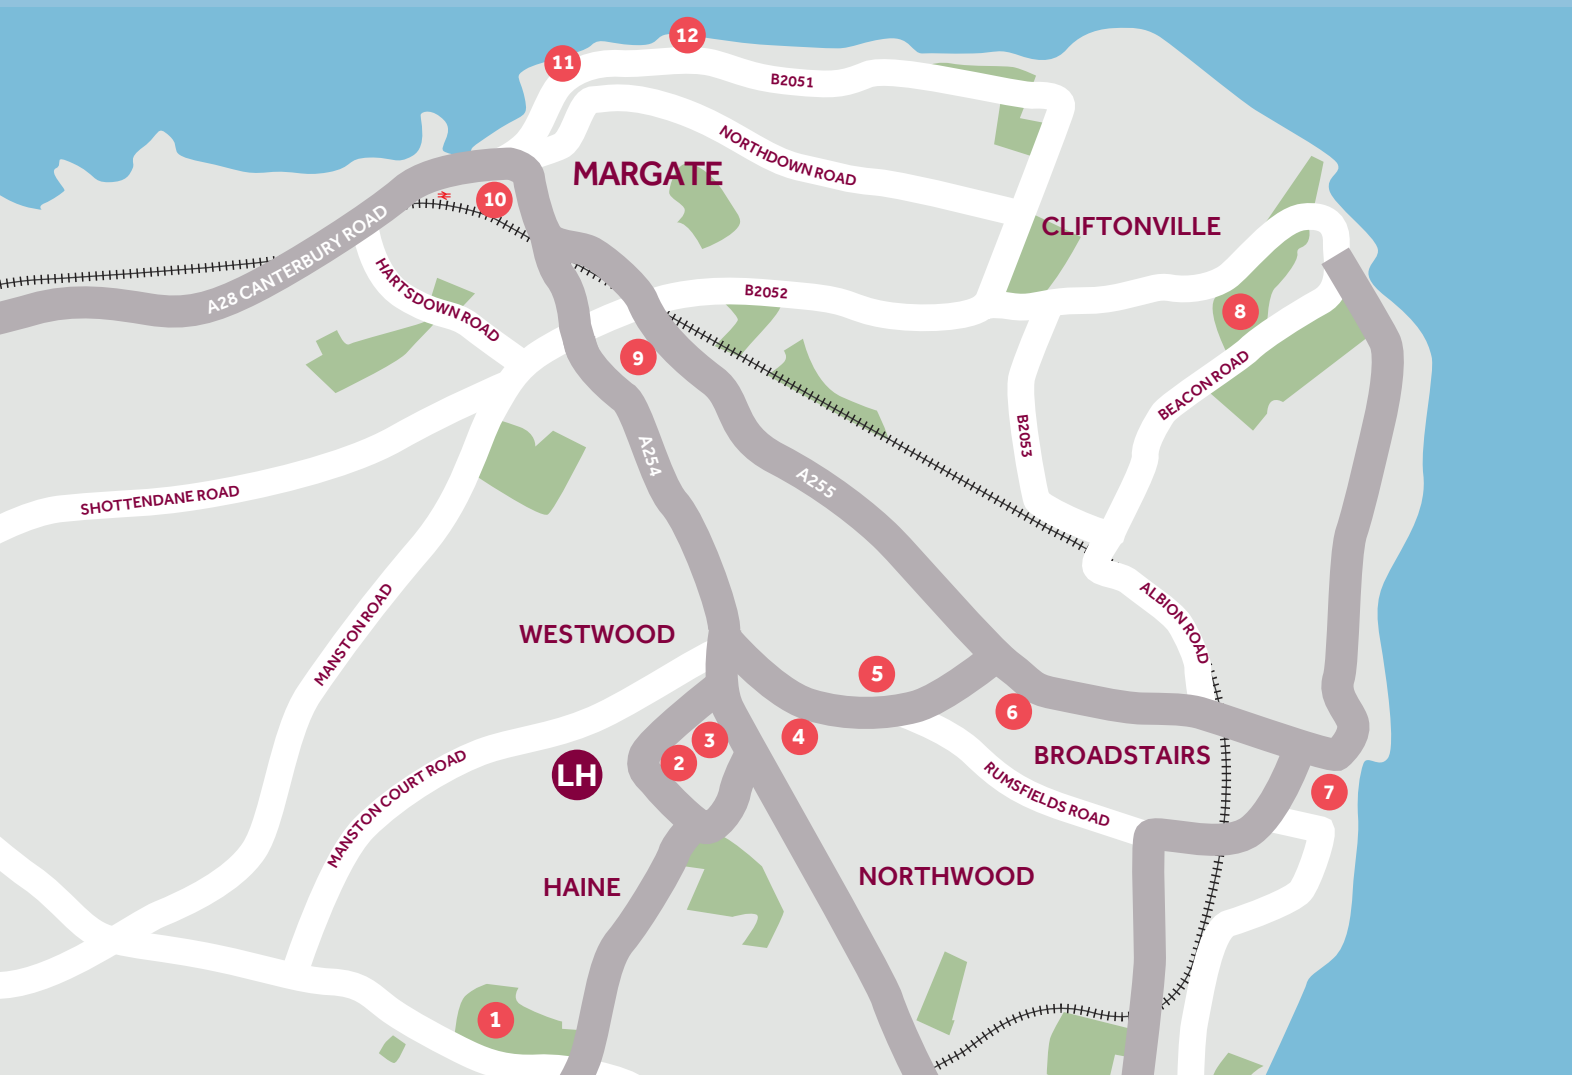 12
11
B2051
NORTHDOWN ROAD
MARGATE
10
CLIFTONVILLE
A28 CANTERBURY ROAD
HARTSDOWN ROAD
B2052
8
9
BEACON ROAD
B2053
A254
A255
SHOTTENDANE ROAD
MANSTON ROAD
ALBION ROAD
WESTWOOD
5
6
4
3
2
LH
BROADSTAIRS
7
RUMSFIELDS ROAD
MANSTON COURT ROAD
NORTHWOOD
HAINE
1